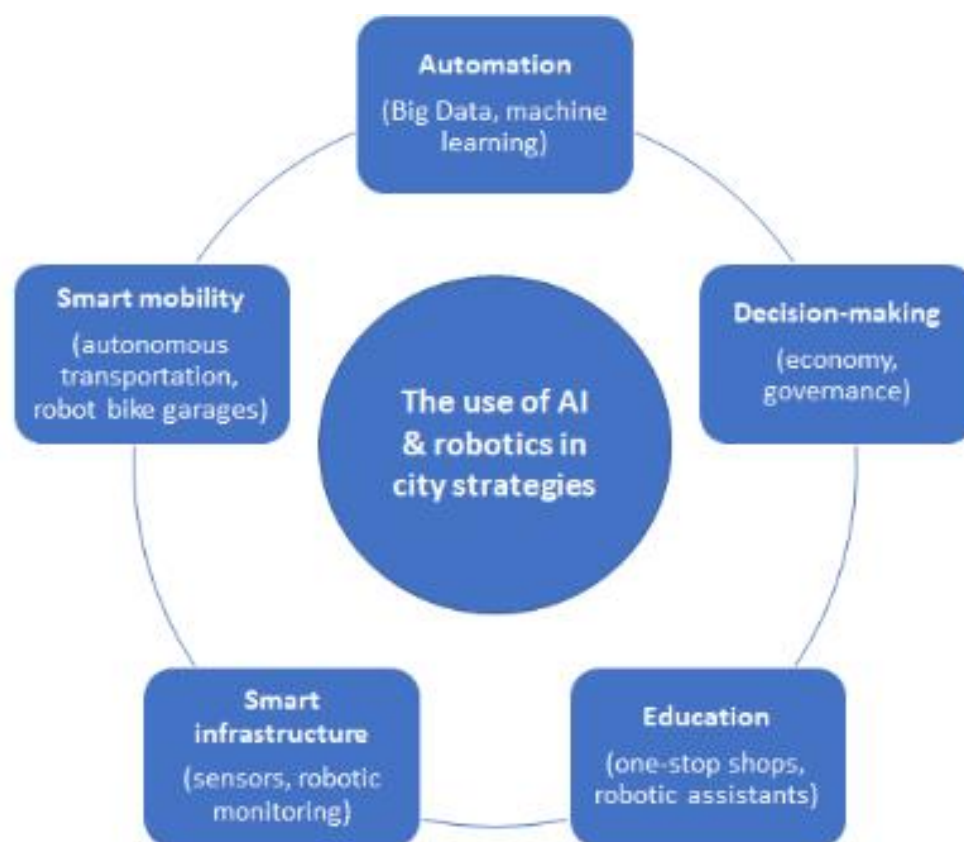 Automation
(Big Data, machine
learning)
Smart mobility
(autonomous
transportation,
robot bike garages)
Decision-making
(economy,
governance)
The use of AI
& robotics in
city strategies
Smart
infrastructure
(sensors, robotic
monitoring)
Education
(one-stop shops,
robotic assistants)